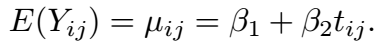 E(Y_{ij}) = μ_{ij} = β_1 + β_2 t_{ij}.